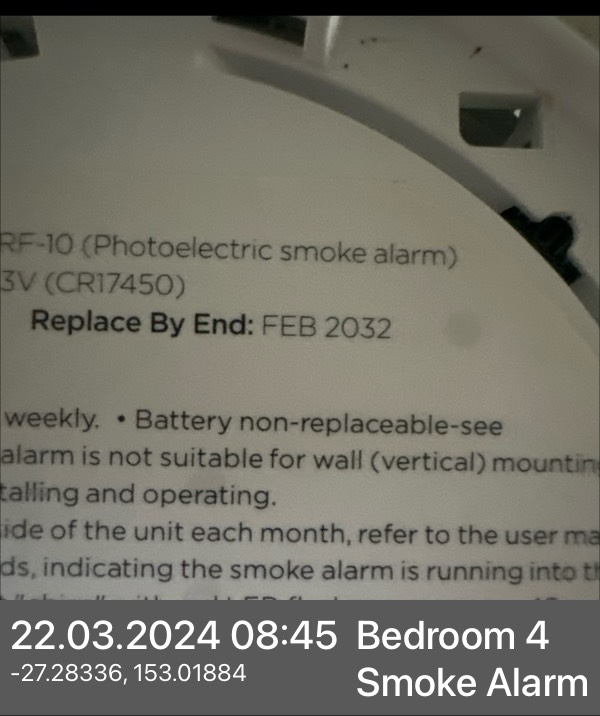 RF-10 (Photoelectric smoke alarm)
3V (CR17450)
Replace By End: FEB 2032
weekly. • Battery non-replaceable-see
alarm is not suitable for wall (vertical) mounting
talling and operating.
ide of the unit each month, refer to the user ma
ds, indicating the smoke alarm is running into th
22.03.2024 08:45
-27.28336, 153.01884
Bedroom 4
Smoke Alarm